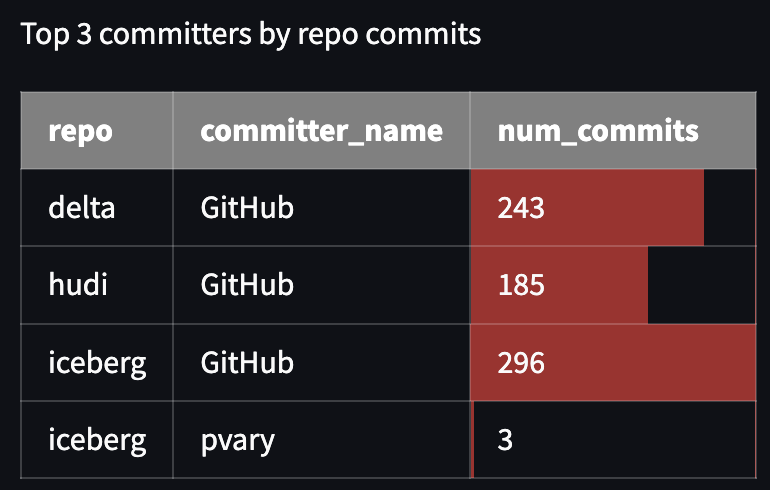 Top 3 committers by repo commits
repo committer_name num_commits
delta GitHub 243
hudi GitHub 185
iceberg GitHub 296
iceberg pvary 3